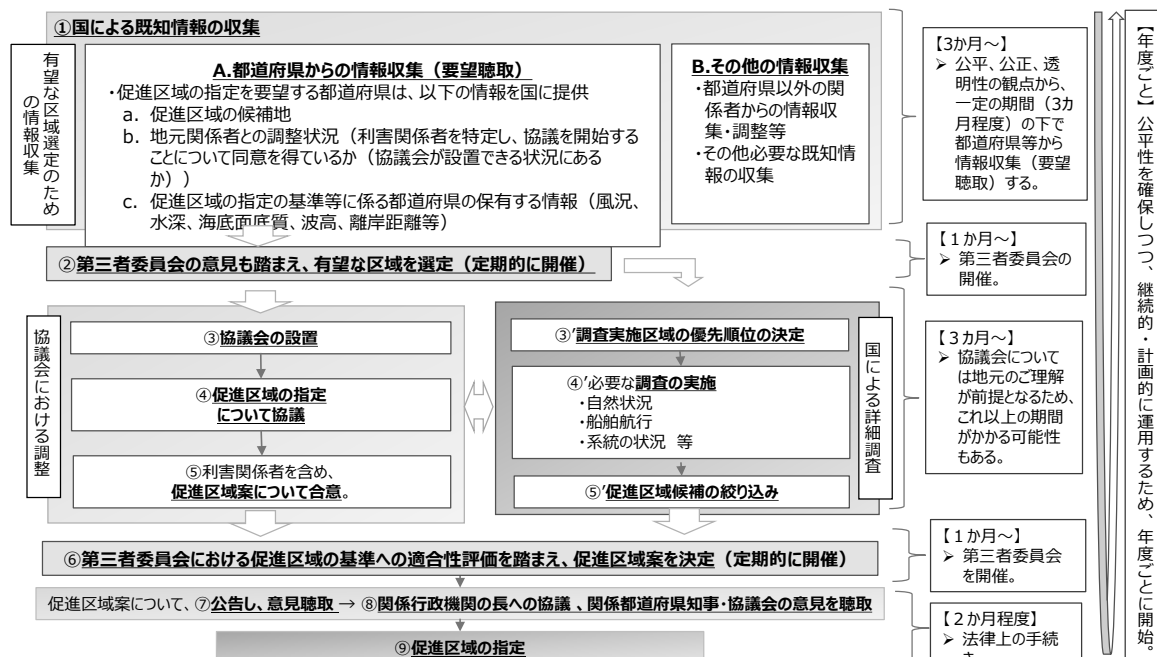 ①国による既知情報の収集
有望な区域選定のため
の情報収集
A.都道府県からの情報収集（要望聴取）
・促進区域の指定を要望する都道府県は、以下の情報を国に提供
a. 促進区域の候補地
b. 地元関係者との調整状況（利害関係者を特定し、協議を開始する
ことについて同意を得ているか（協議会が設置できる状況にある
か））
c. 促進区域の指定の基準等に係る都道府県の保有する情報（風況、
水深、海底面底質、波高、離岸距離等）
B.その他の情報収集
・都道府県以外の関
係者からの情報収
集・調整等
・その他必要な既知情
報の収集
【3か月～】
➢ 公平、公正、透
明性の観点から、
一定の期間（3カ
月程度）の下で
都道府県等から
情報収集（要望
聴取）する。
②第三者委員会の意見も踏まえ、有望な区域を選定（定期的に開催）
【１か月～】
➢ 第三者委員会の
開催。
協議会における調整
③協議会の設置
④促進区域の指定
について協議
⑤利害関係者を含め、
促進区域案について合意。
③’調査実施区域の優先順位の決定
④’必要な調査の実施
・自然状況
・船舶航行
・系統の状況 等
⑤’促進区域候補の絞り込み
国による詳細調査
【３カ月～】
➢ 協議会について
は地元のご理解
が前提となるため、
これ以上の期間
がかかる可能性
もある。
⑥第三者委員会における促進区域の基準への適合性評価を踏まえ、促進区域案を決定（定期的に開催）
【１か月～】
➢ 第三者委員会
を開催。
促進区域案について、⑦公告し、意見聴取 → ⑧関係行政機関の長への協議 、関係都道府県知事・協議会の意見を聴取
⑨促進区域の指定
【２か月程度】
➢ 法律上の手続
【年度ごと】公平性を確保しつつ、継続的・計画的に運用するため、年度ごとに開始。